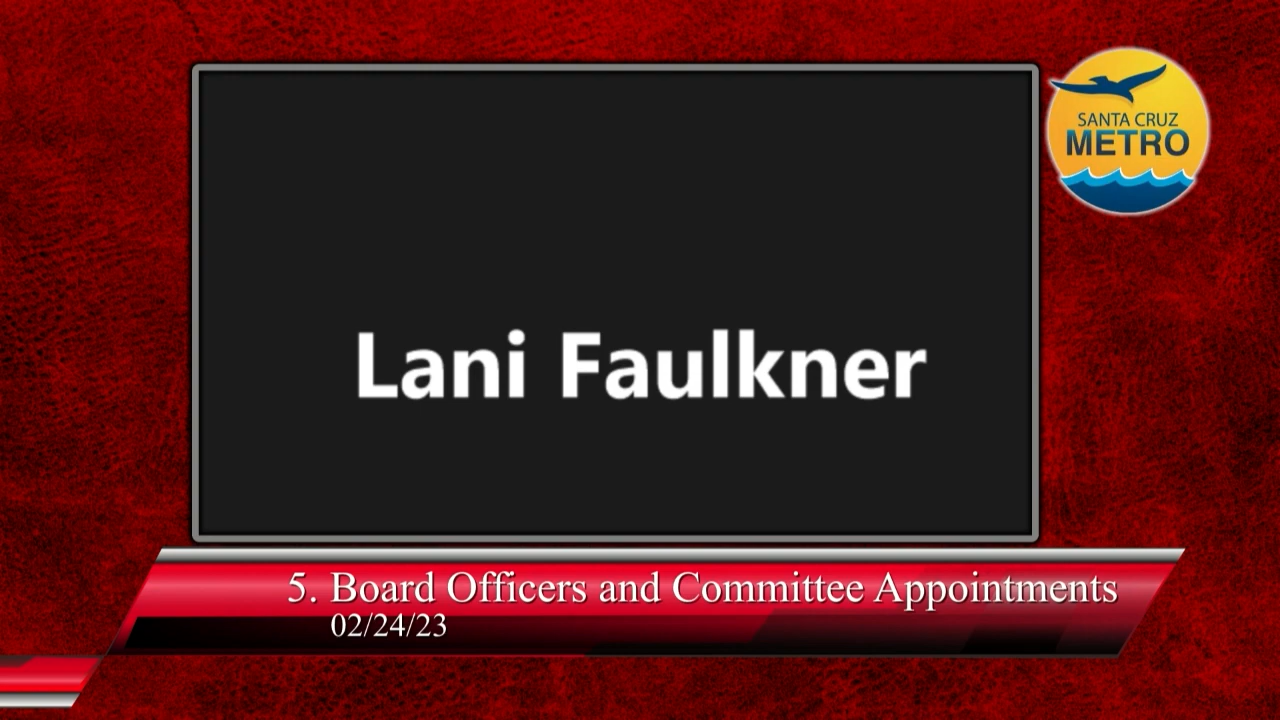 SANTA CRUZ
METRO
Lani Faulkner
5. Board Officers and Committee Appointments
02/24/23